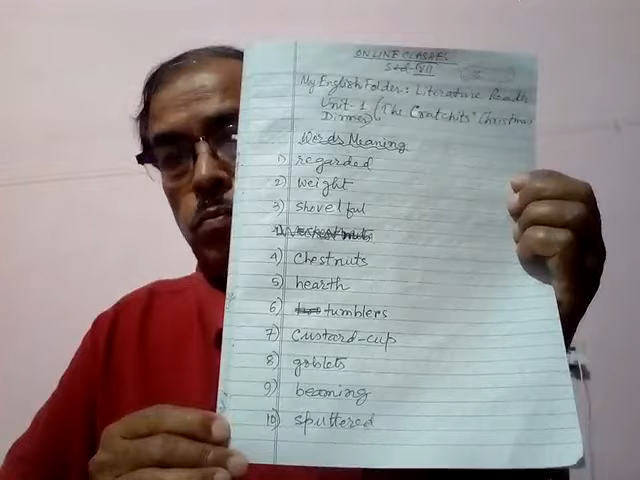 ONLINE CLASSES
Std-VII
My English Folder: Literature Reader
Unit-1 (The Cratchits' Christmas
Dinner)
Words Meaning
1) regarded
2) weight
3) shovelful
4) Chestnuts
5) hearth
6) tumblers
7) Custard-cup
8) goblets
9) beaming
10) sputtered